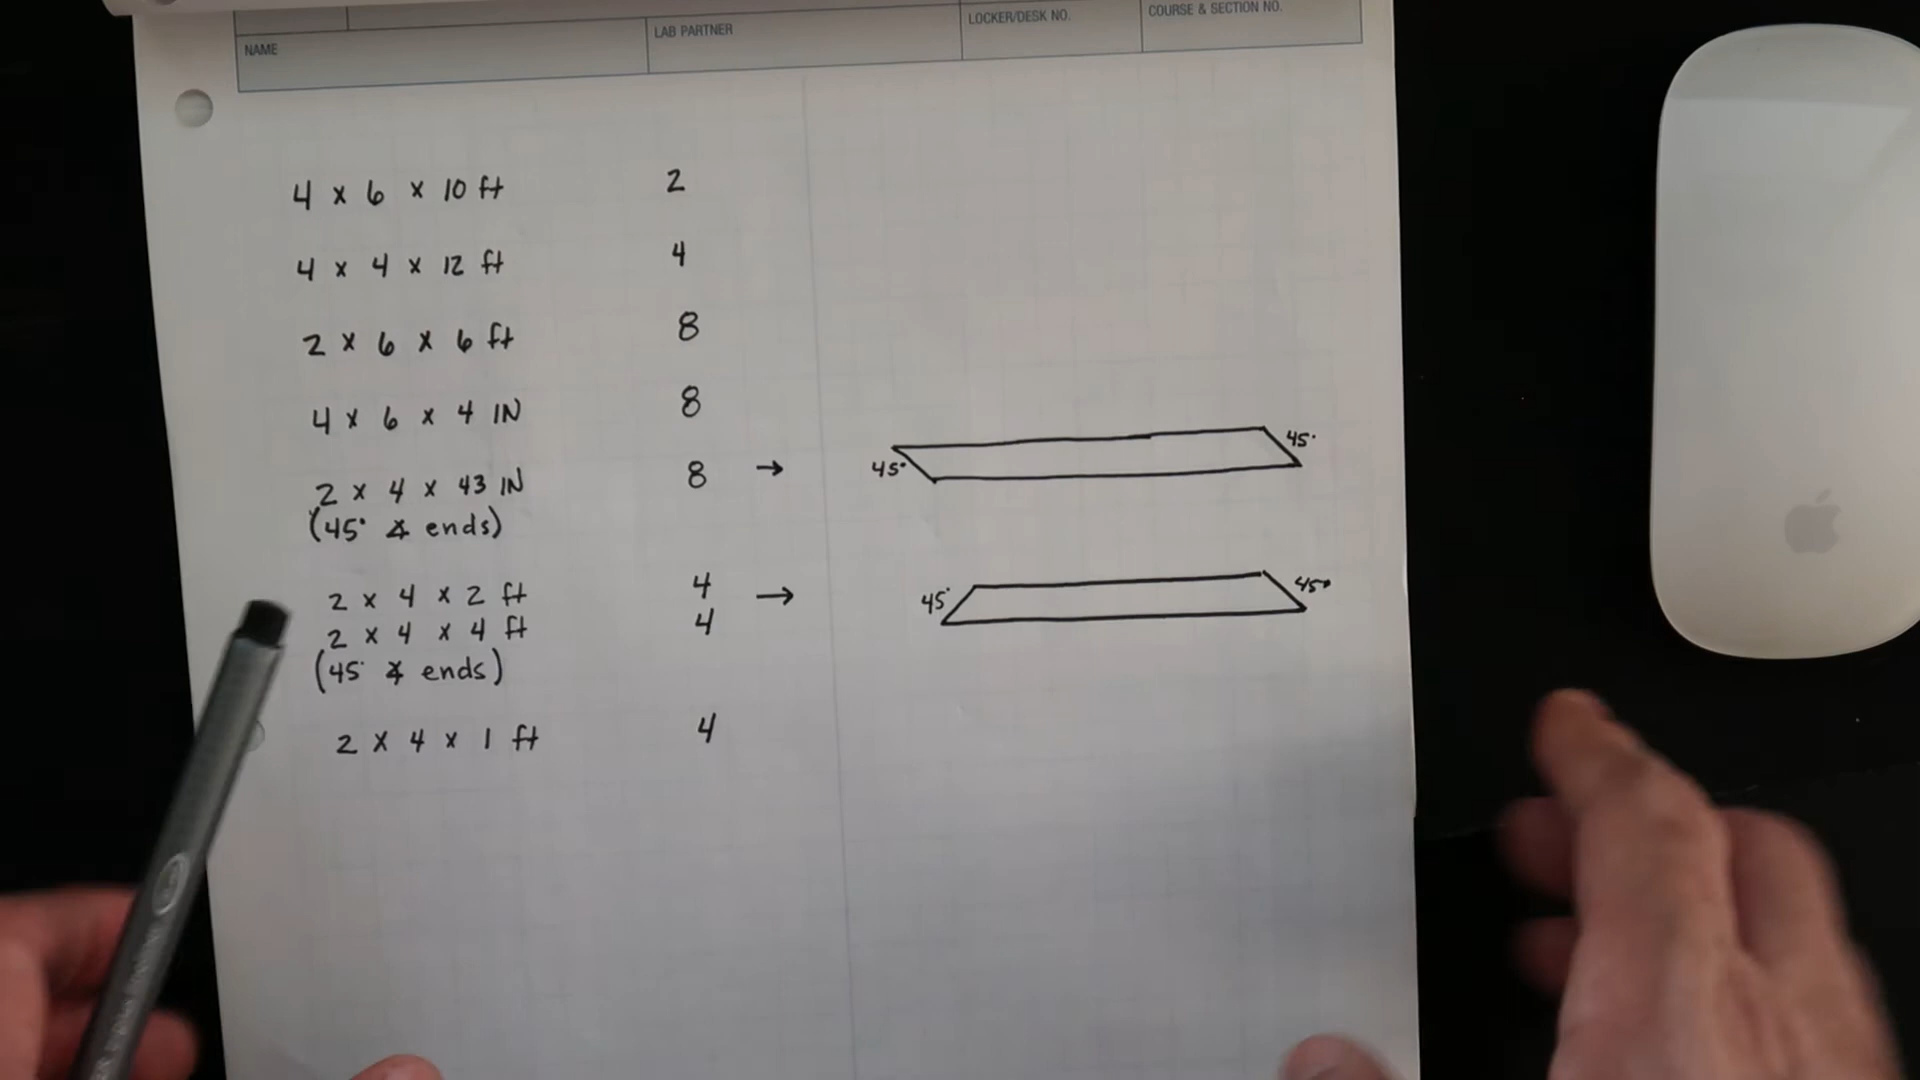 LOCKER/DESK NO.
COURSE & SECTION NO.
NAME
LAB PARTNER
4 x 6 x 10 ft 2
4 x 4 x 12 ft 4
2 x 6 x 6 ft 8
4 x 6 x 4 IN 8
2 x 4 x 43 IN 8 →
(45° ∡ ends)
45°
45°
2 x 4 x 2 ft 4 →
2 x 4 x 4 ft 4
(45° ∡ ends)
45°
45°
2 x 4 x 1 ft 4